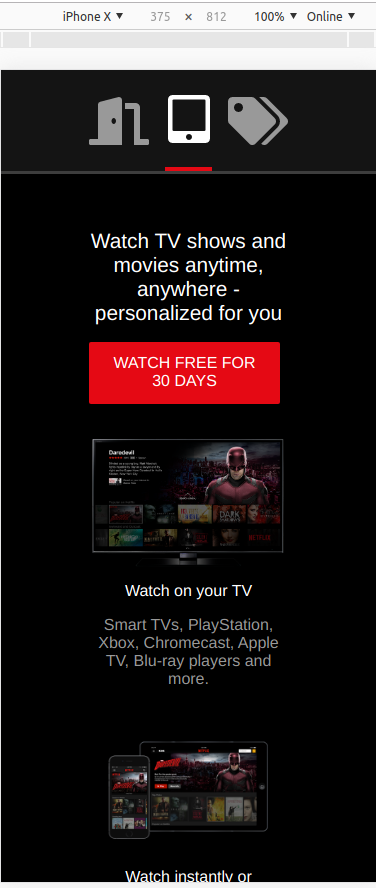 iPhone X ▼ 375 × 812 100% ▼ Online ▼
Watch TV shows and
movies anytime,
anywhere -
personalized for you
WATCH FREE FOR
30 DAYS
Daredevil
NETFLIX
Watch on your TV
Smart TVs, PlayStation,
Xbox, Chromecast, Apple
TV, Blu-ray players and
more.
Watch instantly or